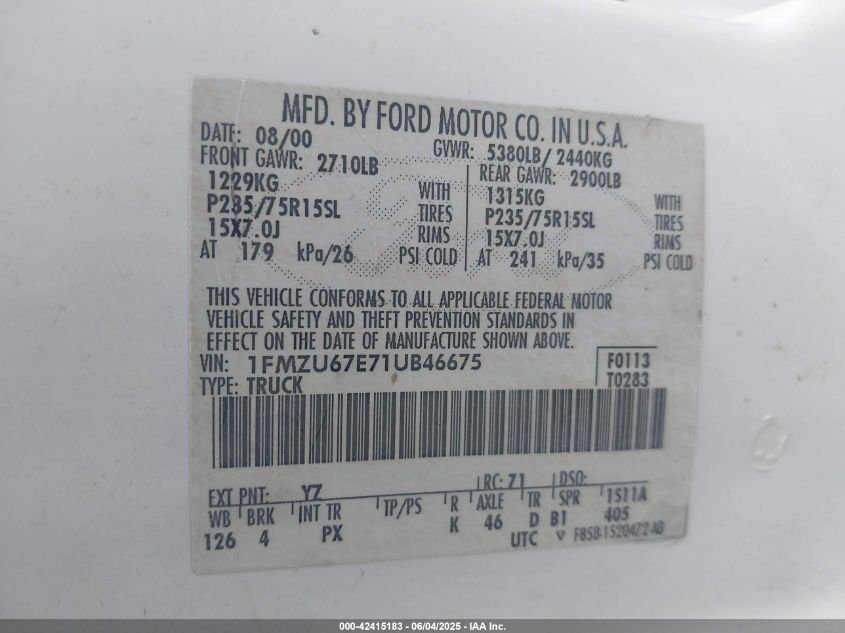 MFD. BY FORD MOTOR CO. IN U.S.A.
DATE: 08/00 GVWR: 5380LB/ 2440KG
FRONT GAWR: 2710LB REAR GAWR: 2900LB
1229KG WITH 1315KG WITH
P235/75R15SL TIRES P235/75R15SL TIRES
15X7.0J RIMS 15X7.0J RIMS
AT 179 kPa/26 PSI COLD AT 241 kPa/35 PSI COLD
THIS VEHICLE CONFORMS TO ALL APPLICABLE FEDERAL MOTOR
VEHICLE SAFETY AND THEFT PREVENTION STANDARDS IN
EFFECT ON THE DATE OF MANUFACTURE SHOWN ABOVE.
VIN: 1FMZU67E71UB46675 F0113
TYPE: TRUCK T0283
EXT PNT: YZ RC: 71 DSO:
WB BRK INT TR TP/PS R AXLE TR SPR 1S11A
126 4 PX K 46 D B1 405
UTC ▽ F85B-1520472-AB
000-42415183 - 06/04/2025 - IAA Inc.